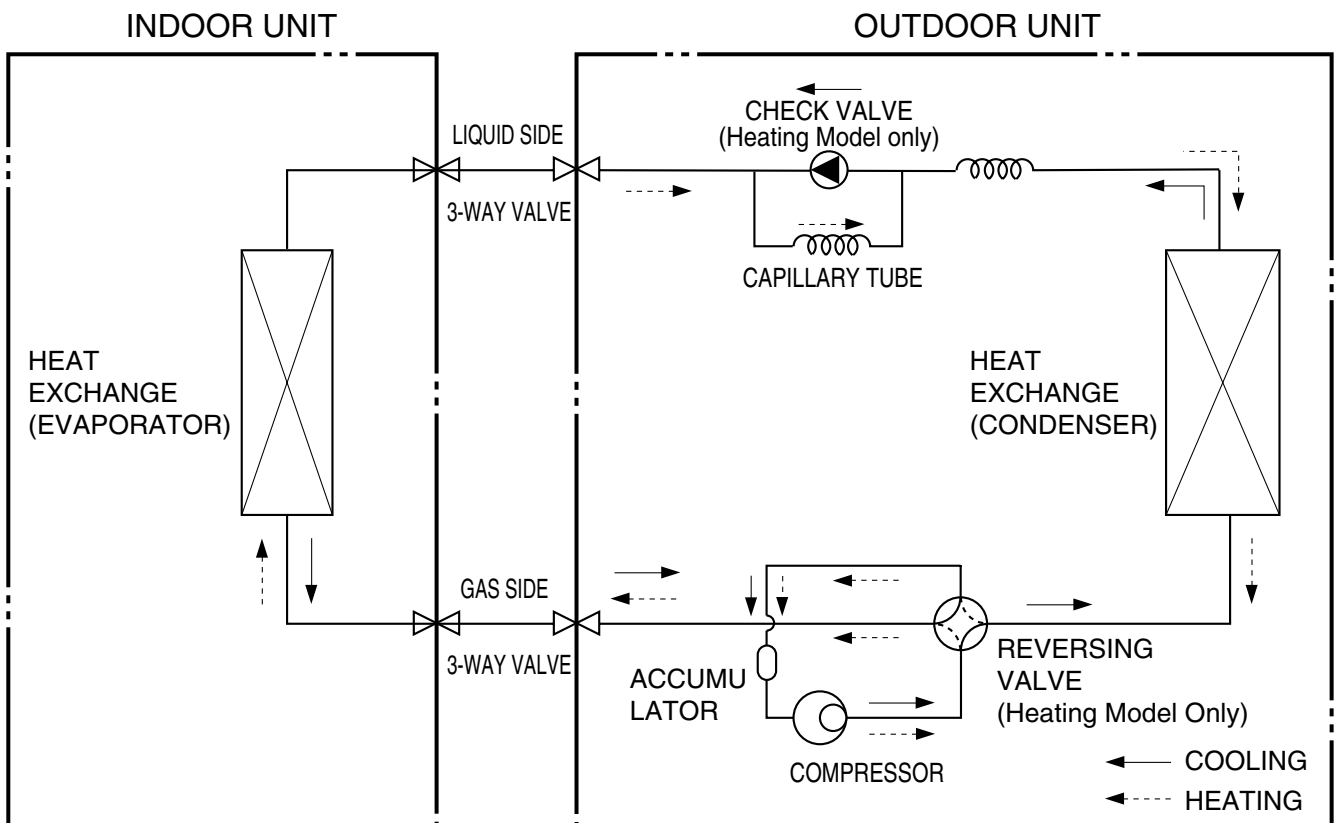 INDOOR UNIT
OUTDOOR UNIT
CHECK VALVE
(Heating Model only)
LIQUID SIDE
3-WAY VALVE
CAPILLARY TUBE
HEAT
EXCHANGE
(EVAPORATOR)
HEAT
EXCHANGE
(CONDENSER)
GAS SIDE
3-WAY VALVE
ACCUMU
LATOR
REVERSING
VALVE
(Heating Model Only)
COMPRESSOR
COOLING
HEATING